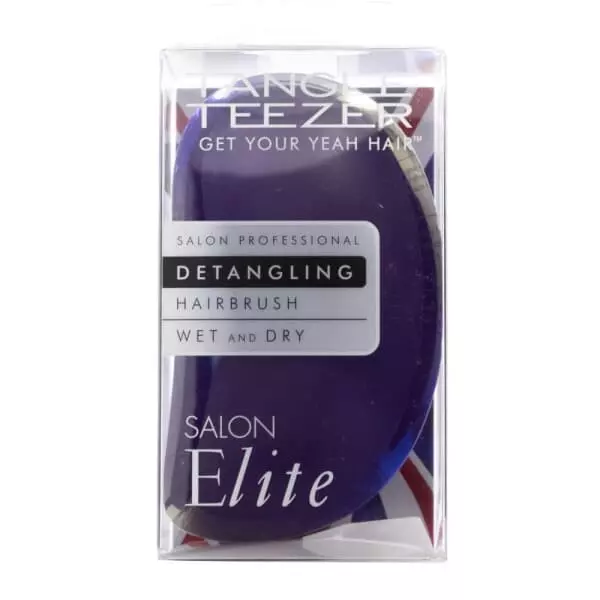 TANGLE
TEEZER
GET YOUR YEAH HAIR™
SALON PROFESSIONAL
DETANGLING
HAIRBRUSH
WET AND DRY
SALON
Elite